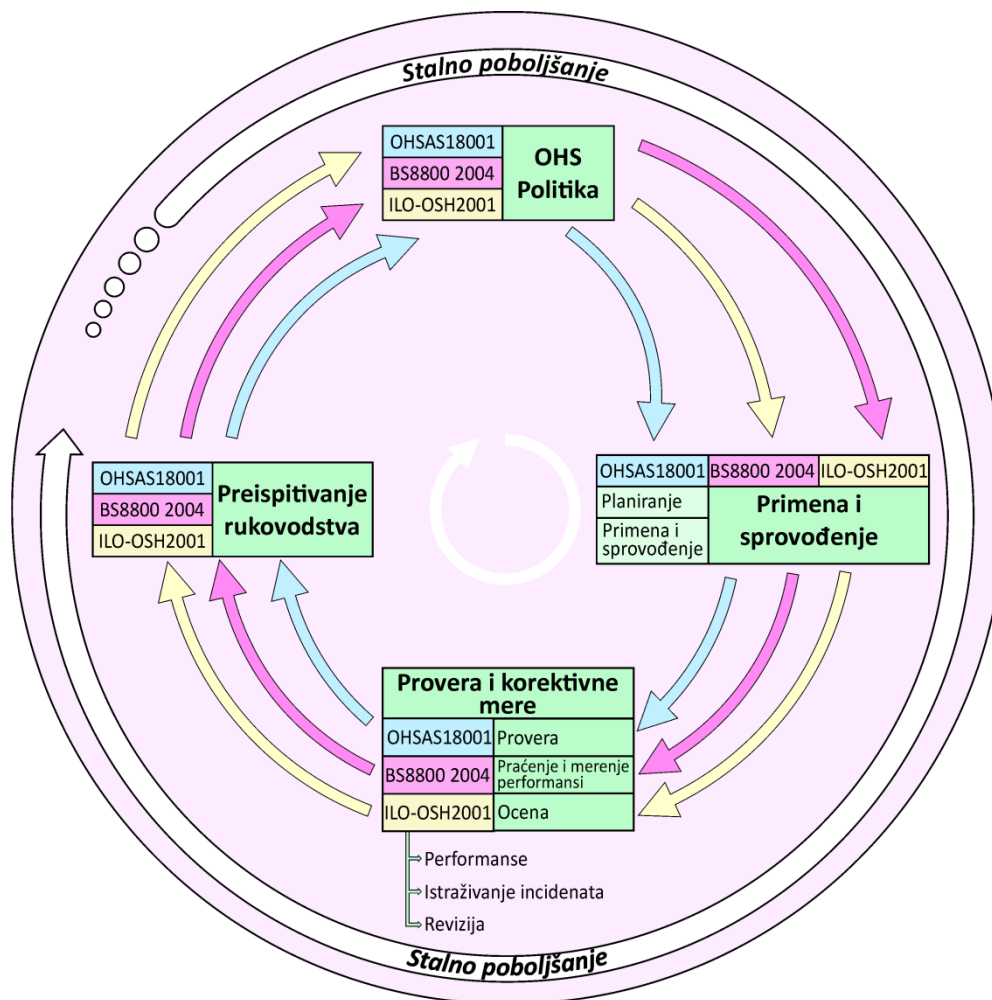 Stalno poboljšanje
OHSAS18001
BS8800 2004
ILO-OSH2001
OHS
Politika
OHSAS18001
BS8800 2004
ILO-OSH2001
Preispitivanje
rukovodstva
OHSAS18001
BS8800 2004
ILO-OSH2001
Planiranje
Primena i
sprovođenje
Primena i
sprovođenje
Provera i korektivne
mere
OHSAS18001
Provera
BS8800 2004
Praćenje i merenje
performansi
ILO-OSH2001
Ocena
Performanse
Istraživanje incidenata
Revizija
Stalno poboljšanje